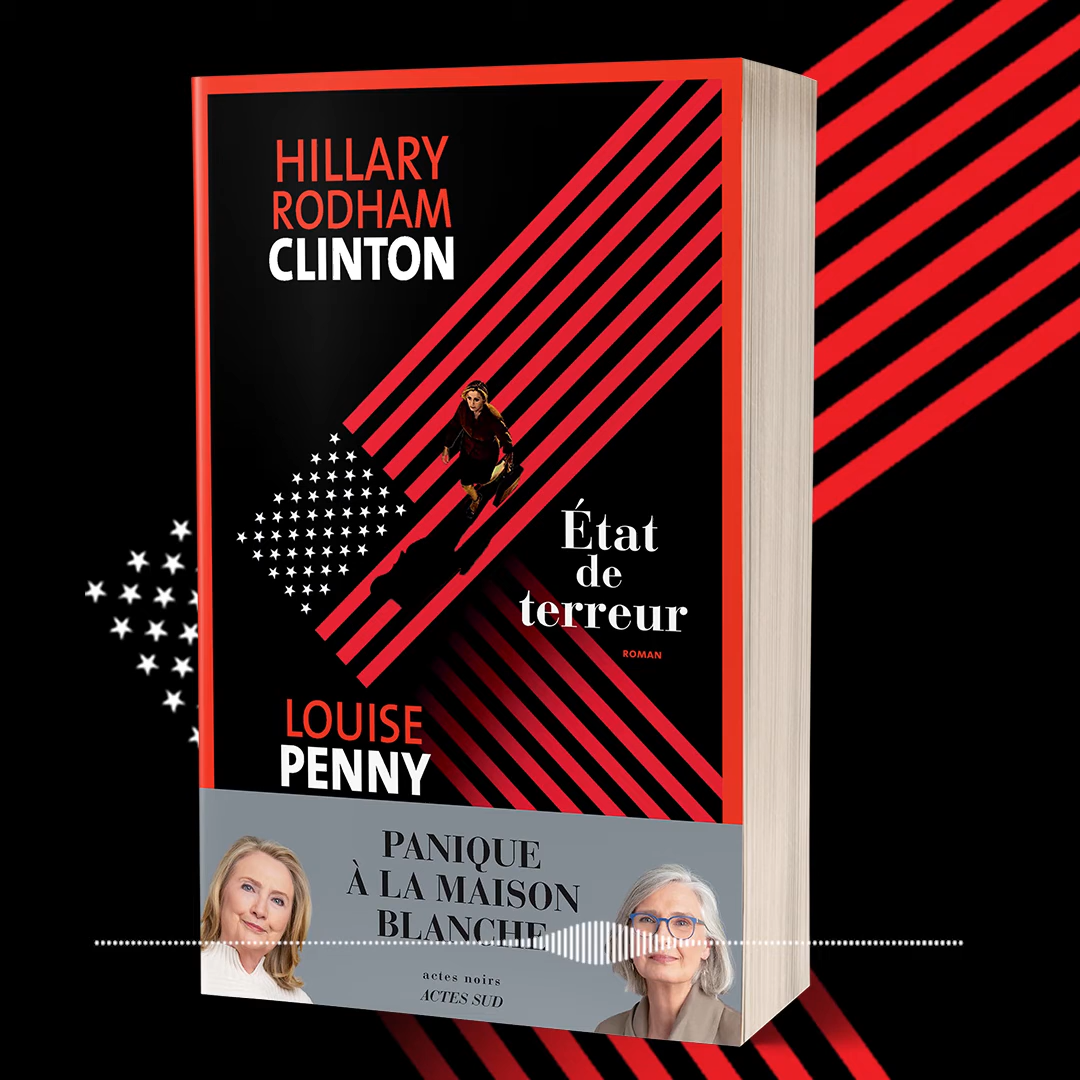 HILLARY
RODHAM
CLINTON
État
de
terreur
ROMAN
LOUISE
PENNY
PANIQUE
À LA MAISON
BLANCHE
actes noirs
ACTES SUD